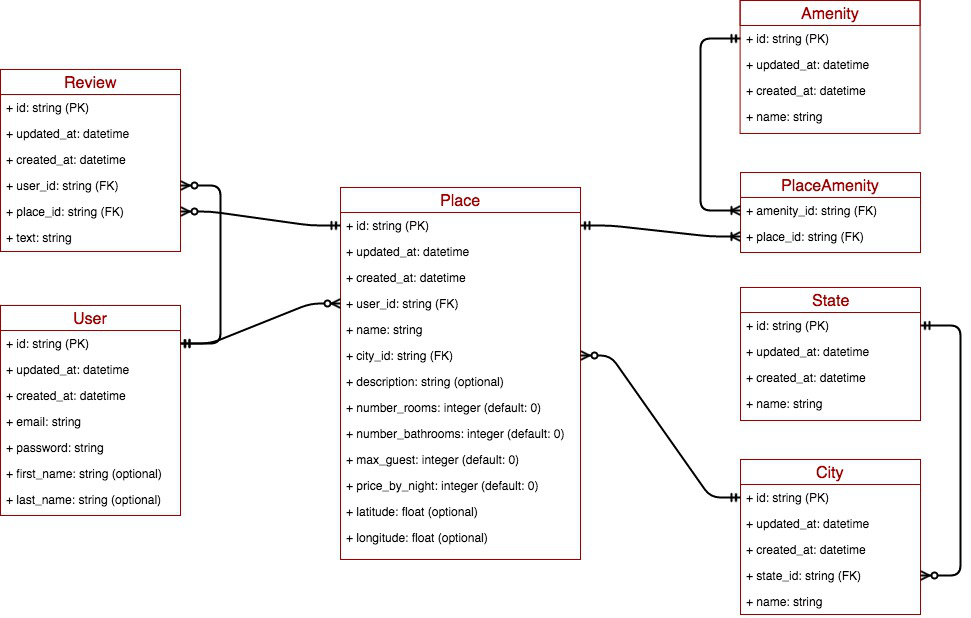 Review
+ id: string (PK)
+ updated_at: datetime
+ created_at: datetime
+ user_id: string (FK)
+ place_id: string (FK)
+ text: string
User
+ id: string (PK)
+ updated_at: datetime
+ created_at: datetime
+ email: string
+ password: string
+ first_name: string (optional)
+ last_name: string (optional)
Place
+ id: string (PK)
+ updated_at: datetime
+ created_at: datetime
+ user_id: string (FK)
+ name: string
+ city_id: string (FK)
+ description: string (optional)
+ number_rooms: integer (default: 0)
+ number_bathrooms: integer (default: 0)
+ max_guest: integer (default: 0)
+ price_by_night: integer (default: 0)
+ latitude: float (optional)
+ longitude: float (optional)
Amenity
+ id: string (PK)
+ updated_at: datetime
+ created_at: datetime
+ name: string
PlaceAmenity
+ amenity_id: string (FK)
+ place_id: string (FK)
State
+ id: string (PK)
+ updated_at: datetime
+ created_at: datetime
+ name: string
City
+ id: string (PK)
+ updated_at: datetime
+ created_at: datetime
+ state_id: string (FK)
+ name: string